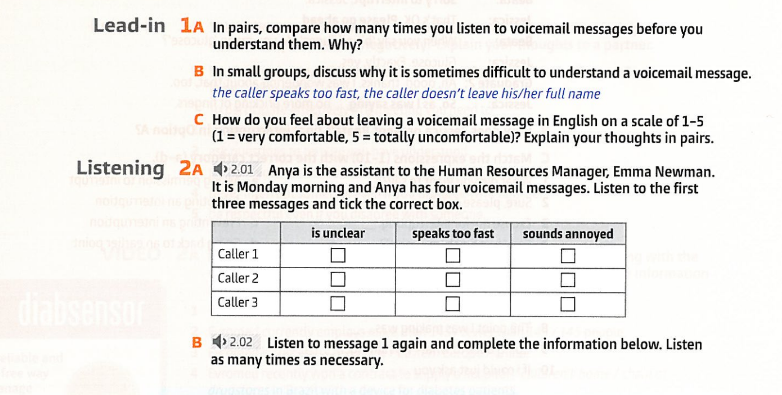 Lead-in 1A In pairs, compare how many times you listen to voicemail messages before you
understand them. Why?
B In small groups, discuss why it is sometimes difficult to understand a voicemail message.
the caller speaks too fast, the caller doesn't leave his/her full name
C How do you feel about leaving a voicemail message in English on a scale of 1–5
(1 = very comfortable, 5 = totally uncomfortable)? Explain your thoughts in pairs.
Listening 2A 2.01 Anya is the assistant to the Human Resources Manager, Emma Newman.
It is Monday morning and Anya has four voicemail messages. Listen to the first
three messages and tick the correct box.
is unclear speaks too fast sounds annoyed
Caller 1
Caller 2
Caller 3
B 2.02 Listen to message 1 again and complete the information below. Listen
as many times as necessary.